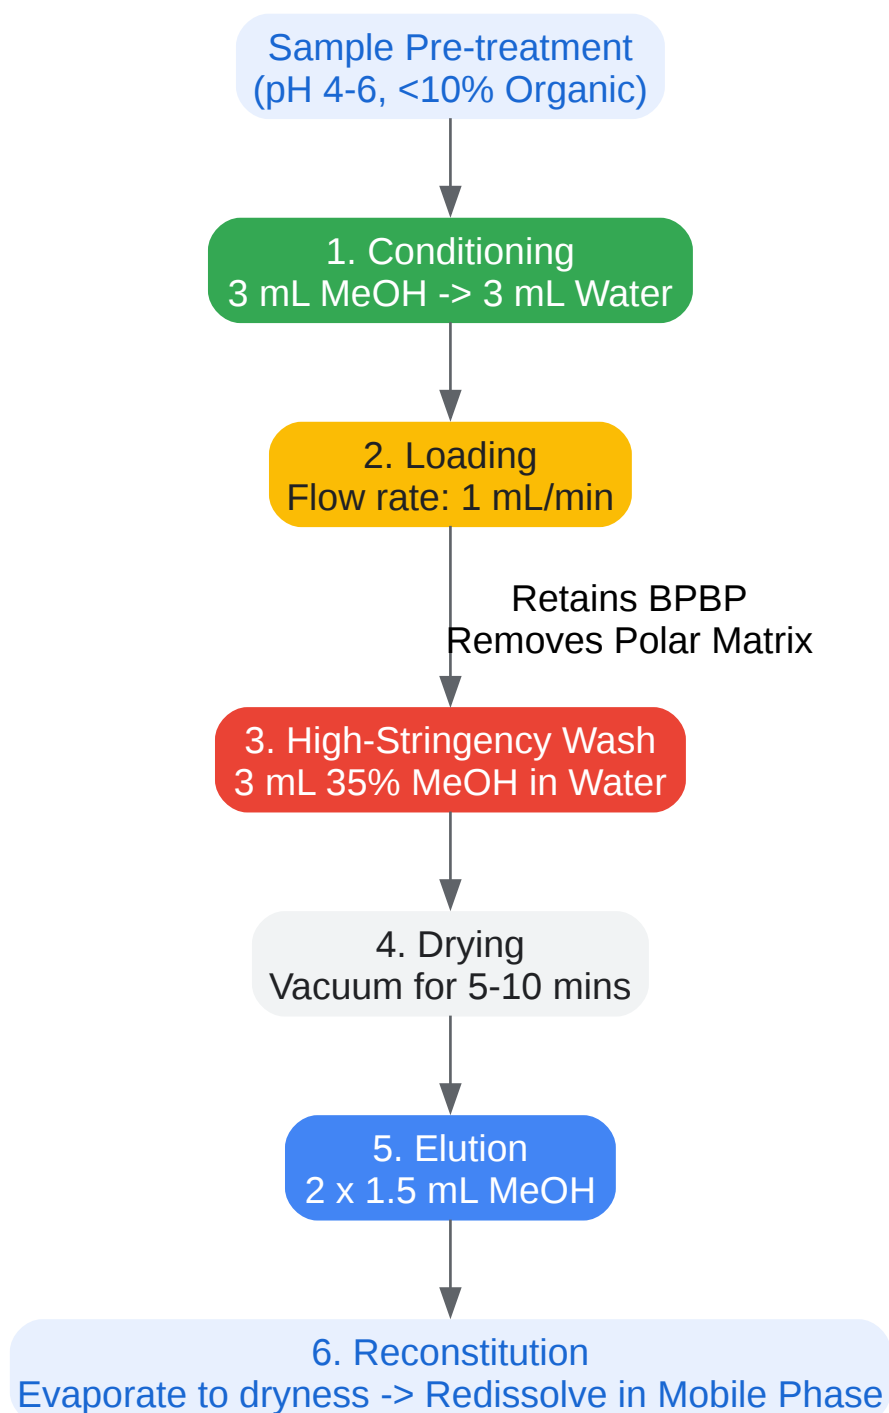 Sample Pre-treatment
(pH 4-6, <10% Organic)
1. Conditioning
3 mL MeOH -> 3 mL Water
2. Loading
Flow rate: 1 mL/min
Retains BPBP
Removes Polar Matrix
3. High-Stringency Wash
3 mL 35% MeOH in Water
4. Drying
Vacuum for 5-10 mins
5. Elution
2 x 1.5 mL MeOH
6. Reconstitution
Evaporate to dryness -> Redissolve in Mobile Phase